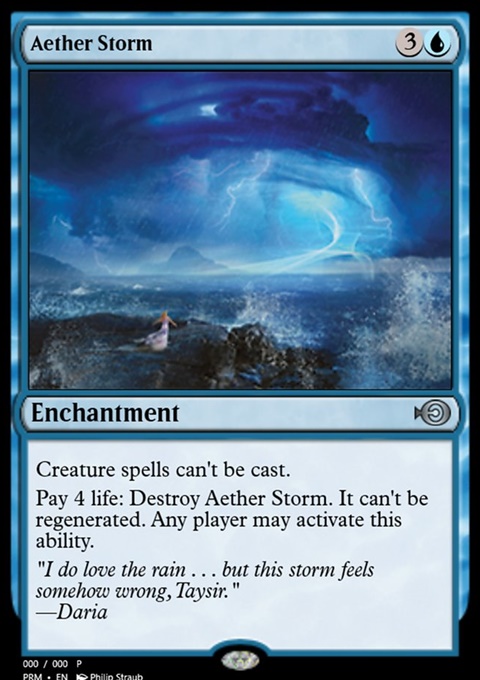 Aether Storm 3
Enchantment
Creature spells can't be cast.
Pay 4 life: Destroy Aether Storm. It can't be
regenerated. Any player may activate this
ability.
"I do love the rain . . . but this storm feels
somehow wrong, Taysir."
—Daria
000 / 000 P
PRM • EN Philip Straub